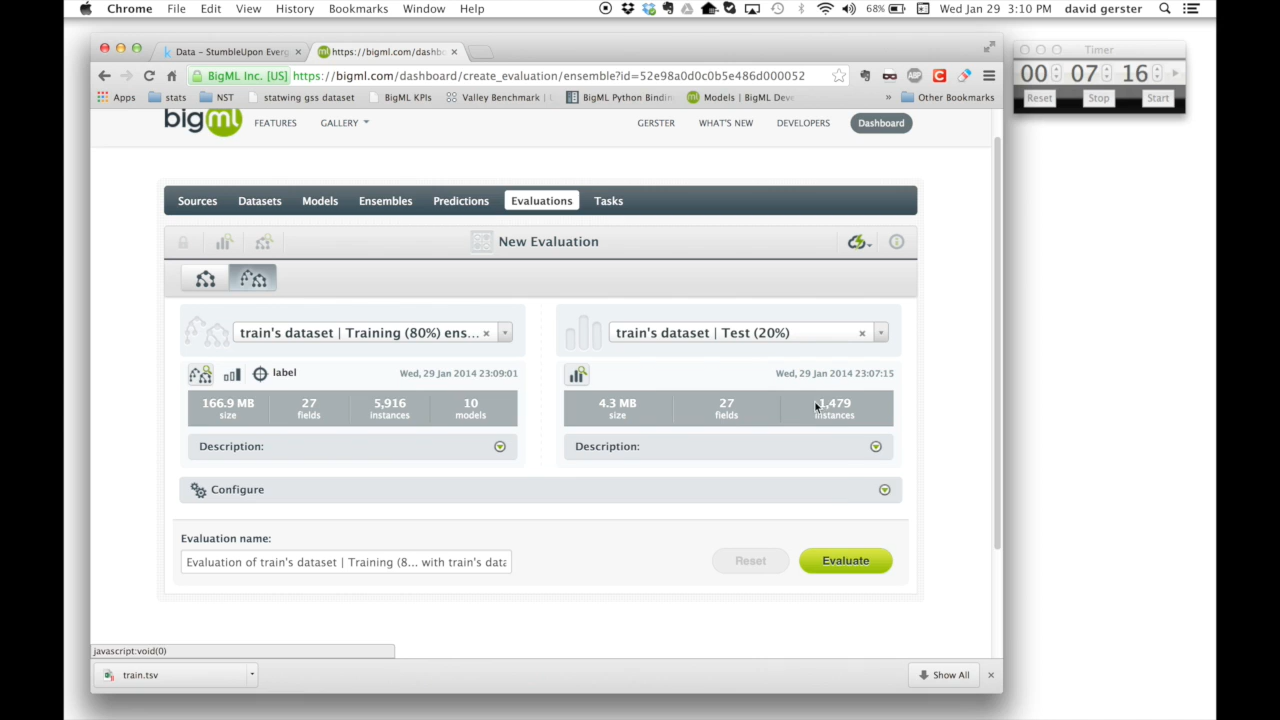 Chrome File Edit View History Bookmarks Window Help 68% Wed Jan 29 3:10 PM david gerster
Data – StumbleUpon Everg × https://bigml.com/dashbo ×
Timer
BigML Inc. [US] https://bigml.com/dashboard/create_evaluation/ensemble?id=52e98a0d0c0b5e486d000052
00 07 16
Apps stats NST statwing gss dataset BigML KPIs Valley Benchmark | BigML Python Bindin Models | BigML Deve » Other Bookmarks
Reset Stop Start
bigml FEATURES GALLERY GERSTER WHAT'S NEW DEVELOPERS Dashboard
Sources Datasets Models Ensembles Predictions Evaluations Tasks
New Evaluation
train's dataset | Training (80%) ens... × train's dataset | Test (20%) ×
label Wed, 29 Jan 2014 23:09:01 Wed, 29 Jan 2014 23:07:15
166.9 MB 27 5,916 10 4.3 MB 27 1,479
size fields instances models size fields instances
Description: Description:
Configure
Evaluation name:
Evaluation of train's dataset | Training (8... with train's data Reset Evaluate
javascript:void(0)
train.tsv Show All ×